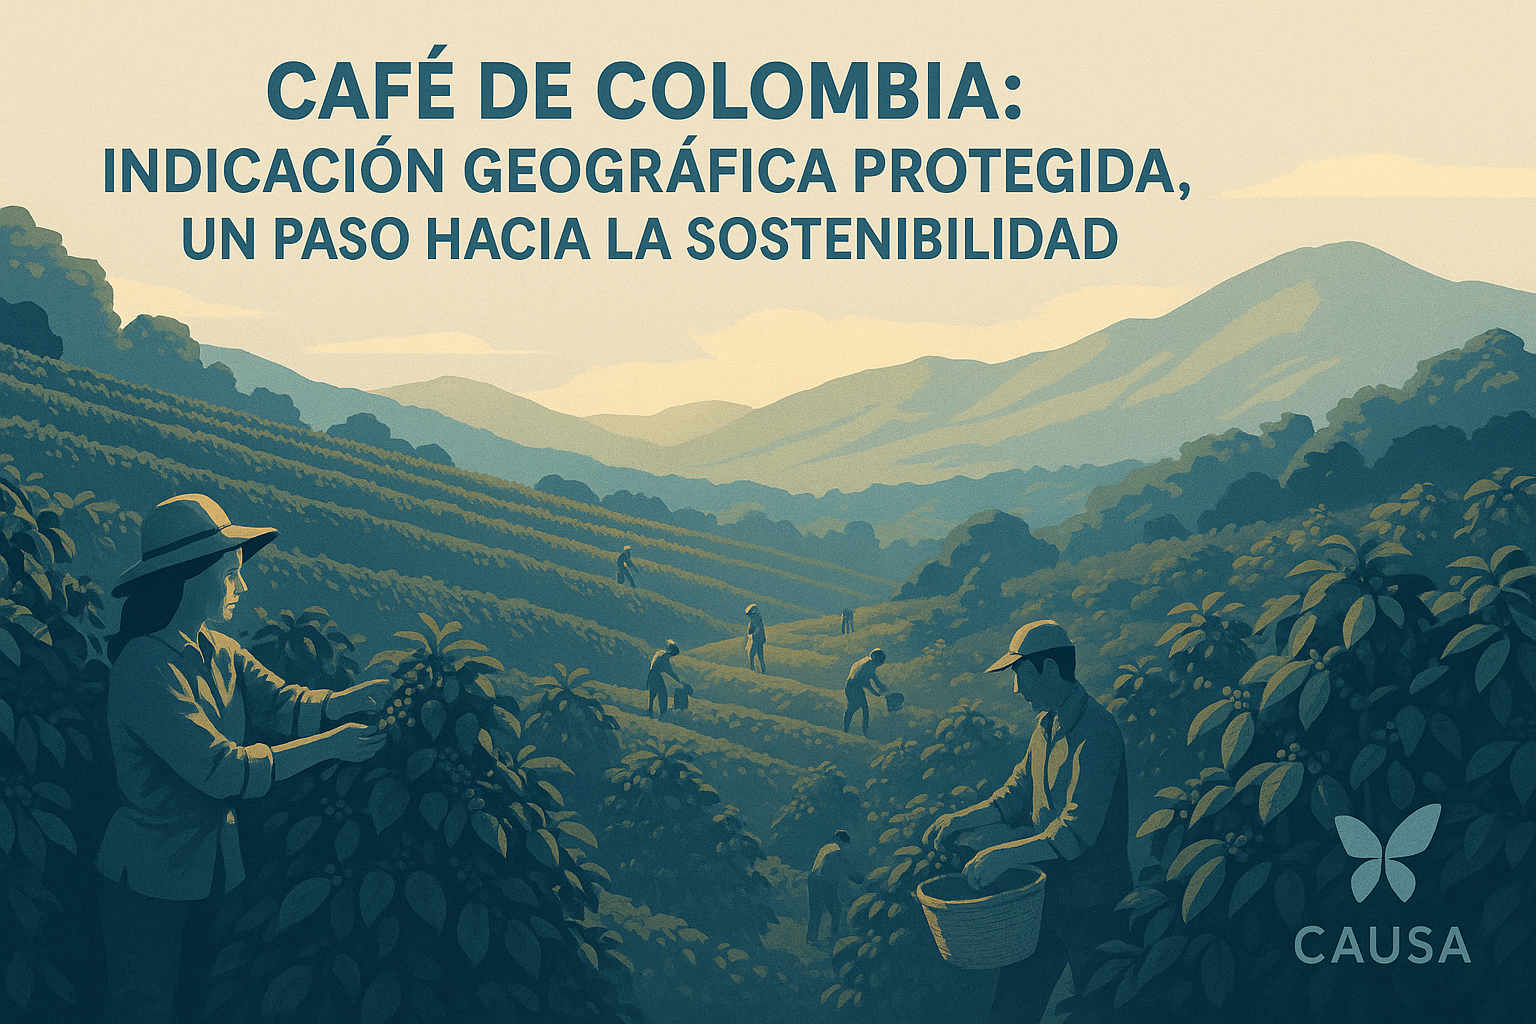 CAFÉ DE COLOMBIA:
INDICACIÓN GEOGRÁFICA PROTEGIDA,
UN PASO HACIA LA SOSTENIBILIDAD
CAUSA